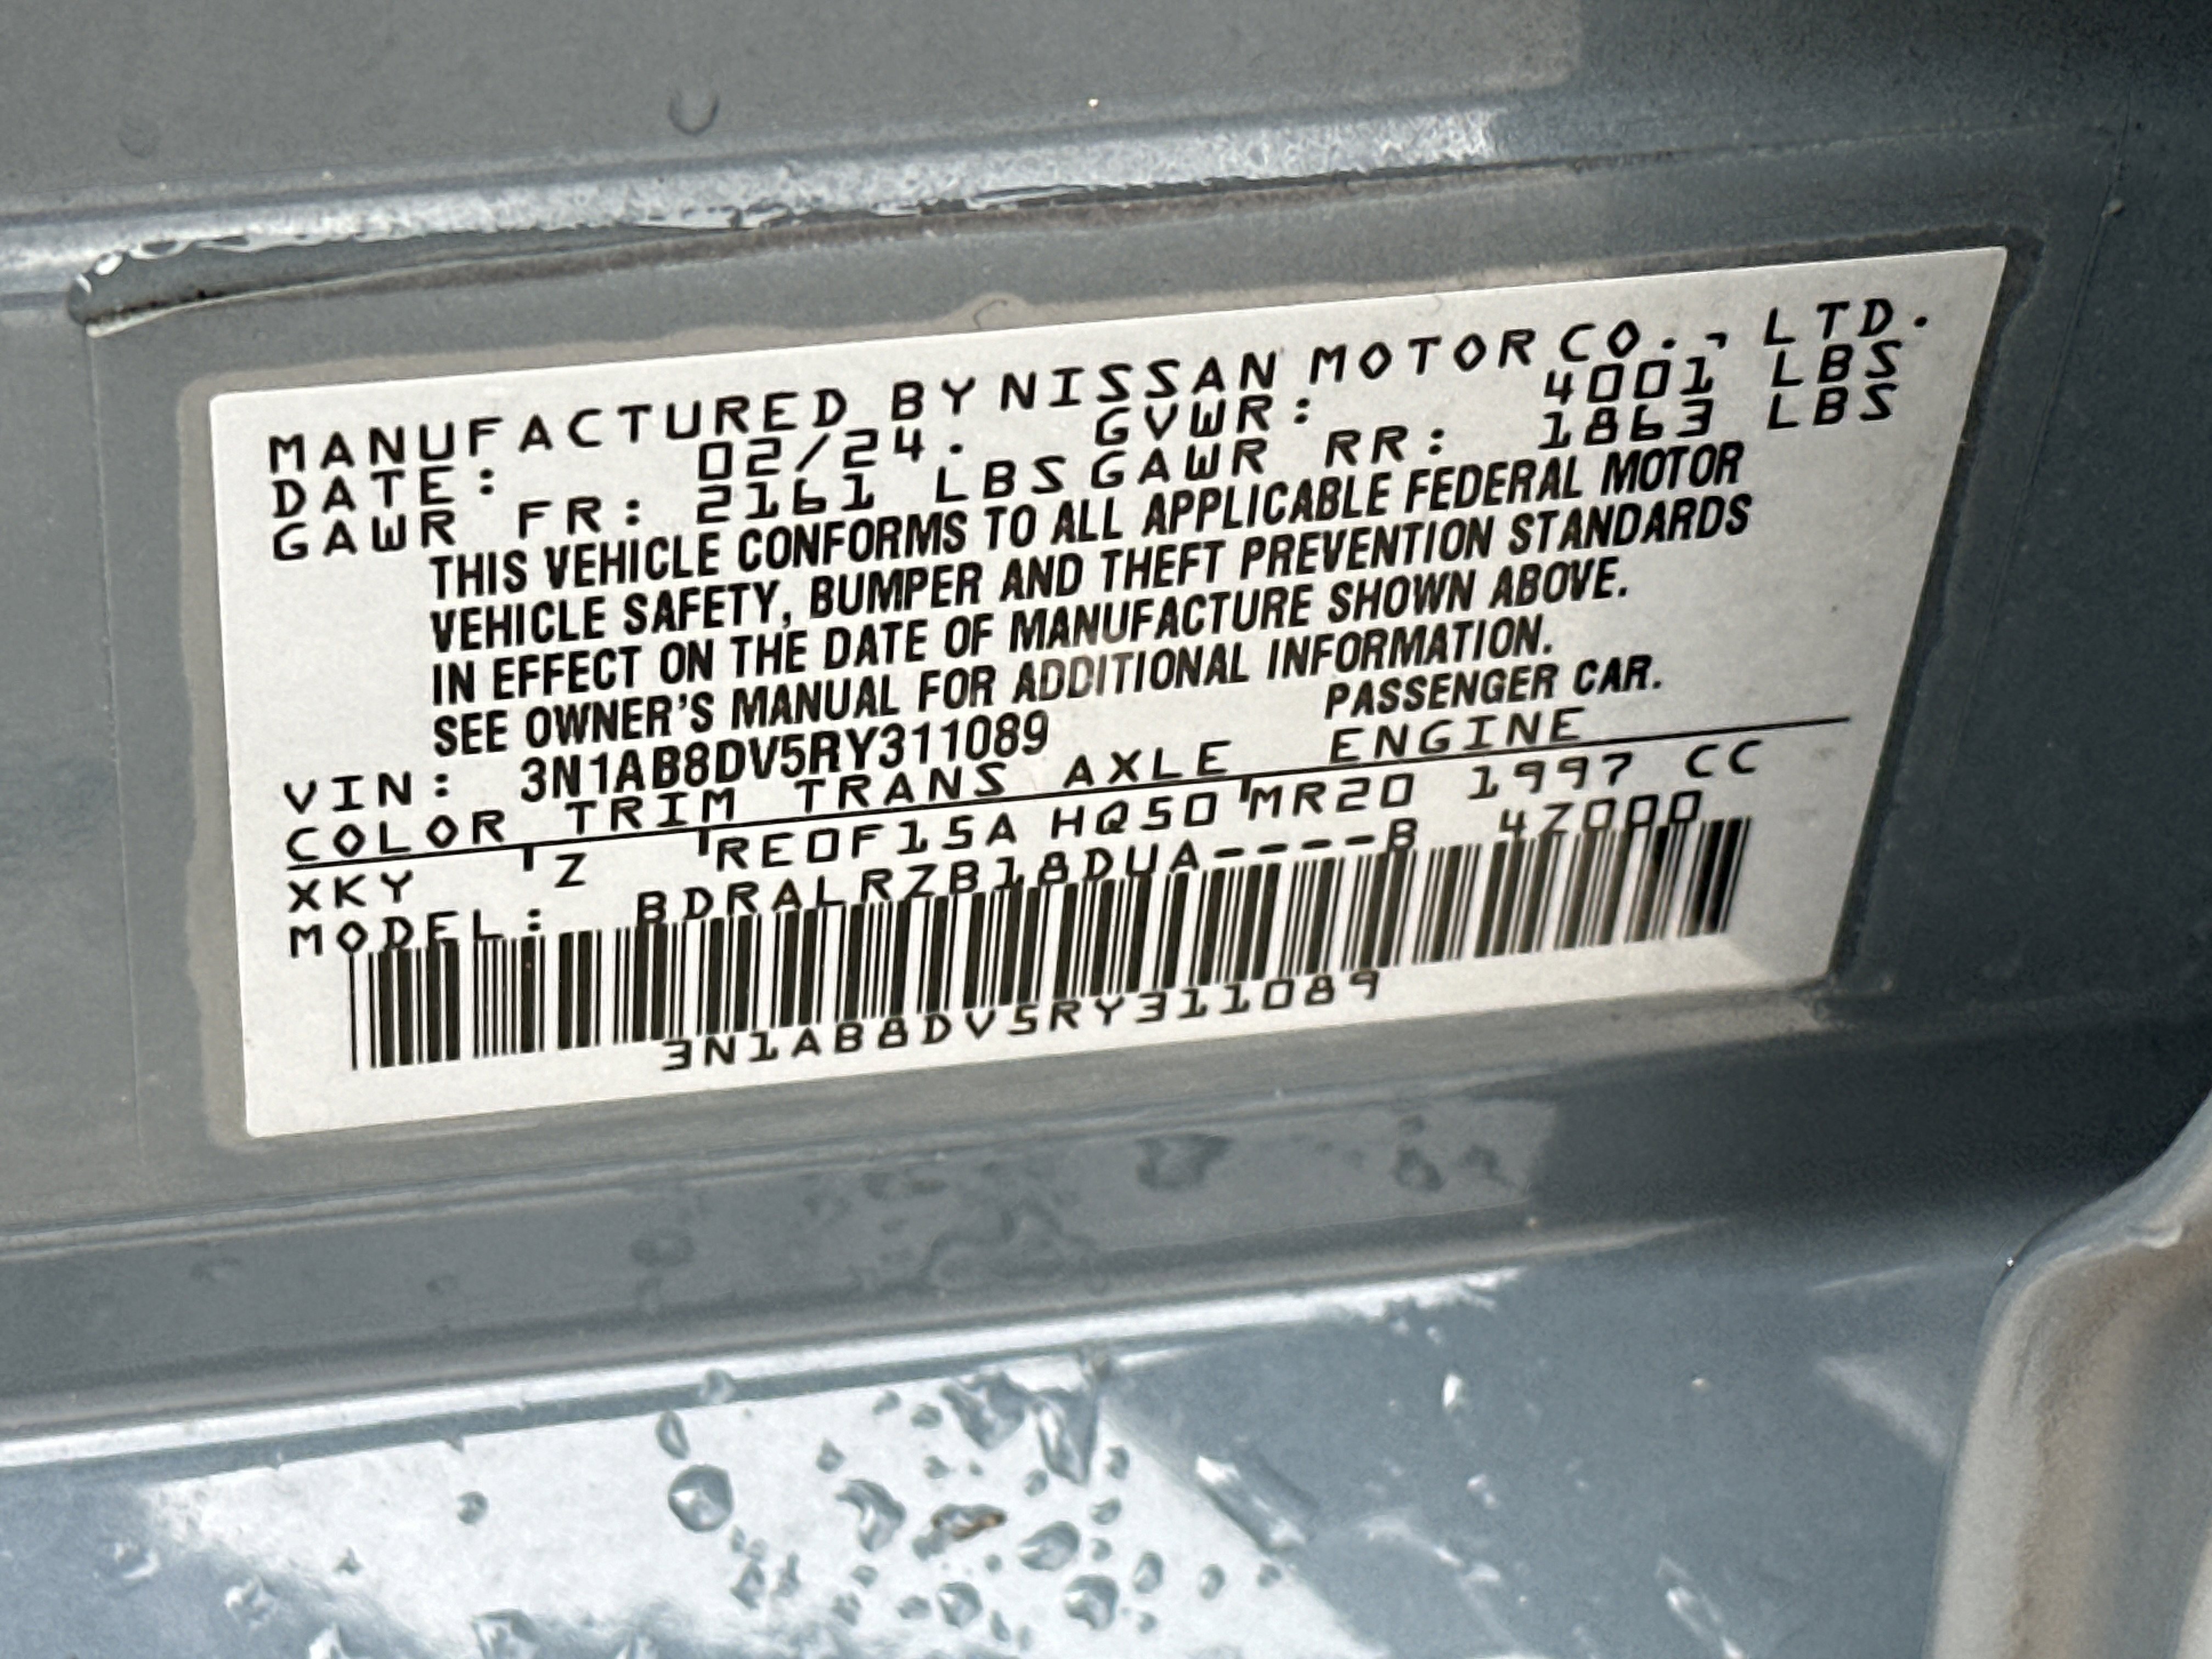 MANUFACTURED BY NISSAN MOTOR CO., LTD.
DATE: 02/24. GVWR: 4001 LBS
GAWR FR: 2161 LBS GAWR RR: 1863 LBS
THIS VEHICLE CONFORMS TO ALL APPLICABLE FEDERAL MOTOR
VEHICLE SAFETY, BUMPER AND THEFT PREVENTION STANDARDS
IN EFFECT ON THE DATE OF MANUFACTURE SHOWN ABOVE.
SEE OWNER'S MANUAL FOR ADDITIONAL INFORMATION.
VIN: 3N1AB8DV5RY311089 PASSENGER CAR.
COLOR TRIM TRANS AXLE ENGINE
XKY Z RE0F15A HQ50 MR20 1997 CC
MODEL: BDRALRZB18DUA----B 4Z000
3N1AB8DV5RY311089